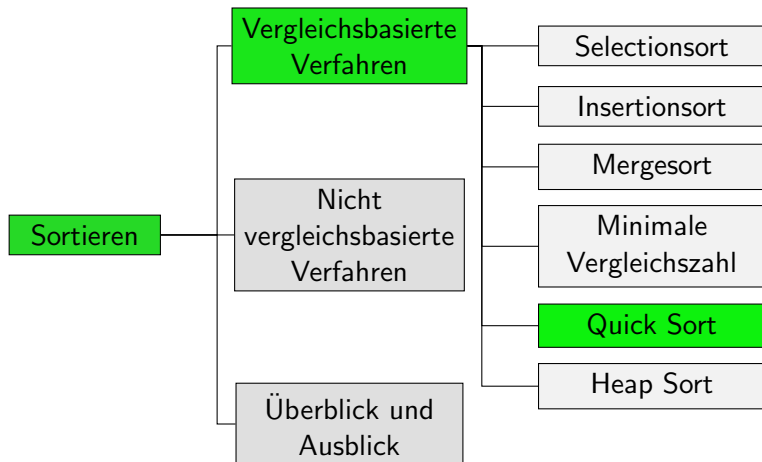 Vergleichsbasierte
Verfahren
Selectionsort
Insertionsort
Mergesort
Minimale
Vergleichszahl
Quick Sort
Heap Sort
Sortieren
Nicht
vergleichsbasierte
Verfahren
Überblick und
Ausblick